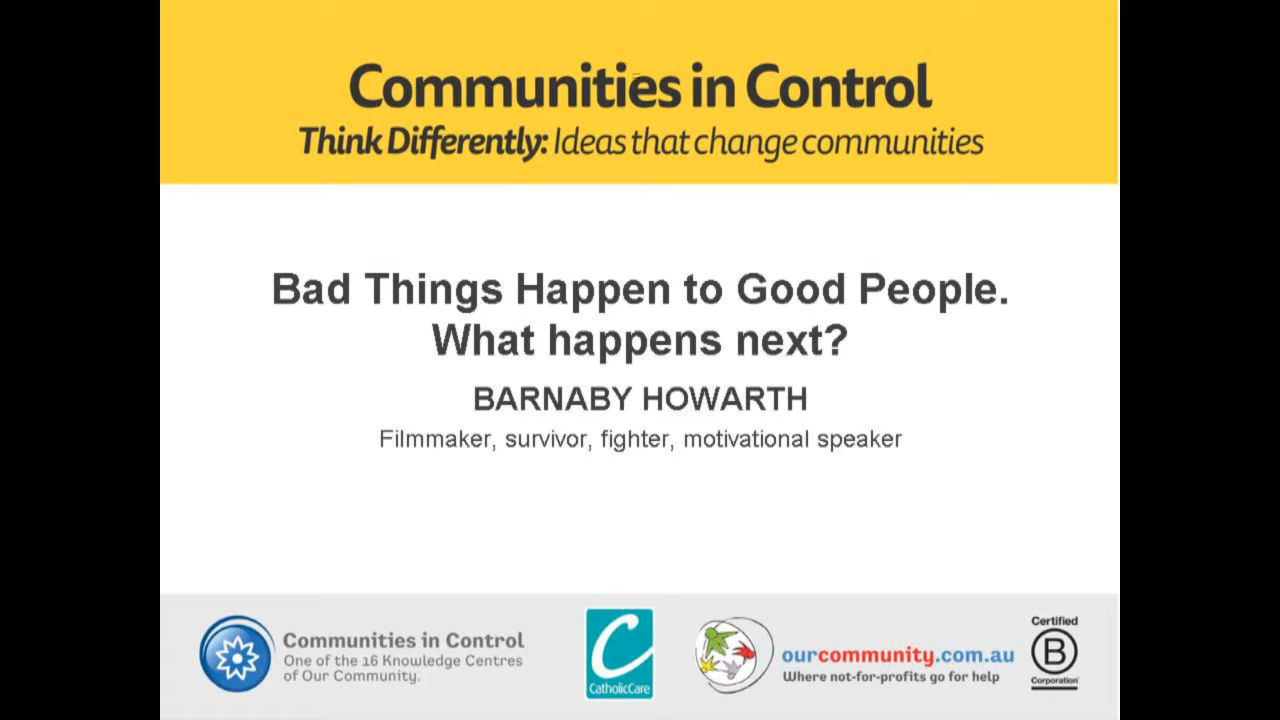 Communities in Control
Think Differently: Ideas that change communities
Bad Things Happen to Good People.
What happens next?
BARNABY HOWARTH
Filmmaker, survivor, fighter, motivational speaker
Communities in Control
One of the 16 Knowledge Centres
of Our Community.
C
CatholicCare
ourcommunity.com.au
Where not-for-profits go for help
Certified
B
Corporation